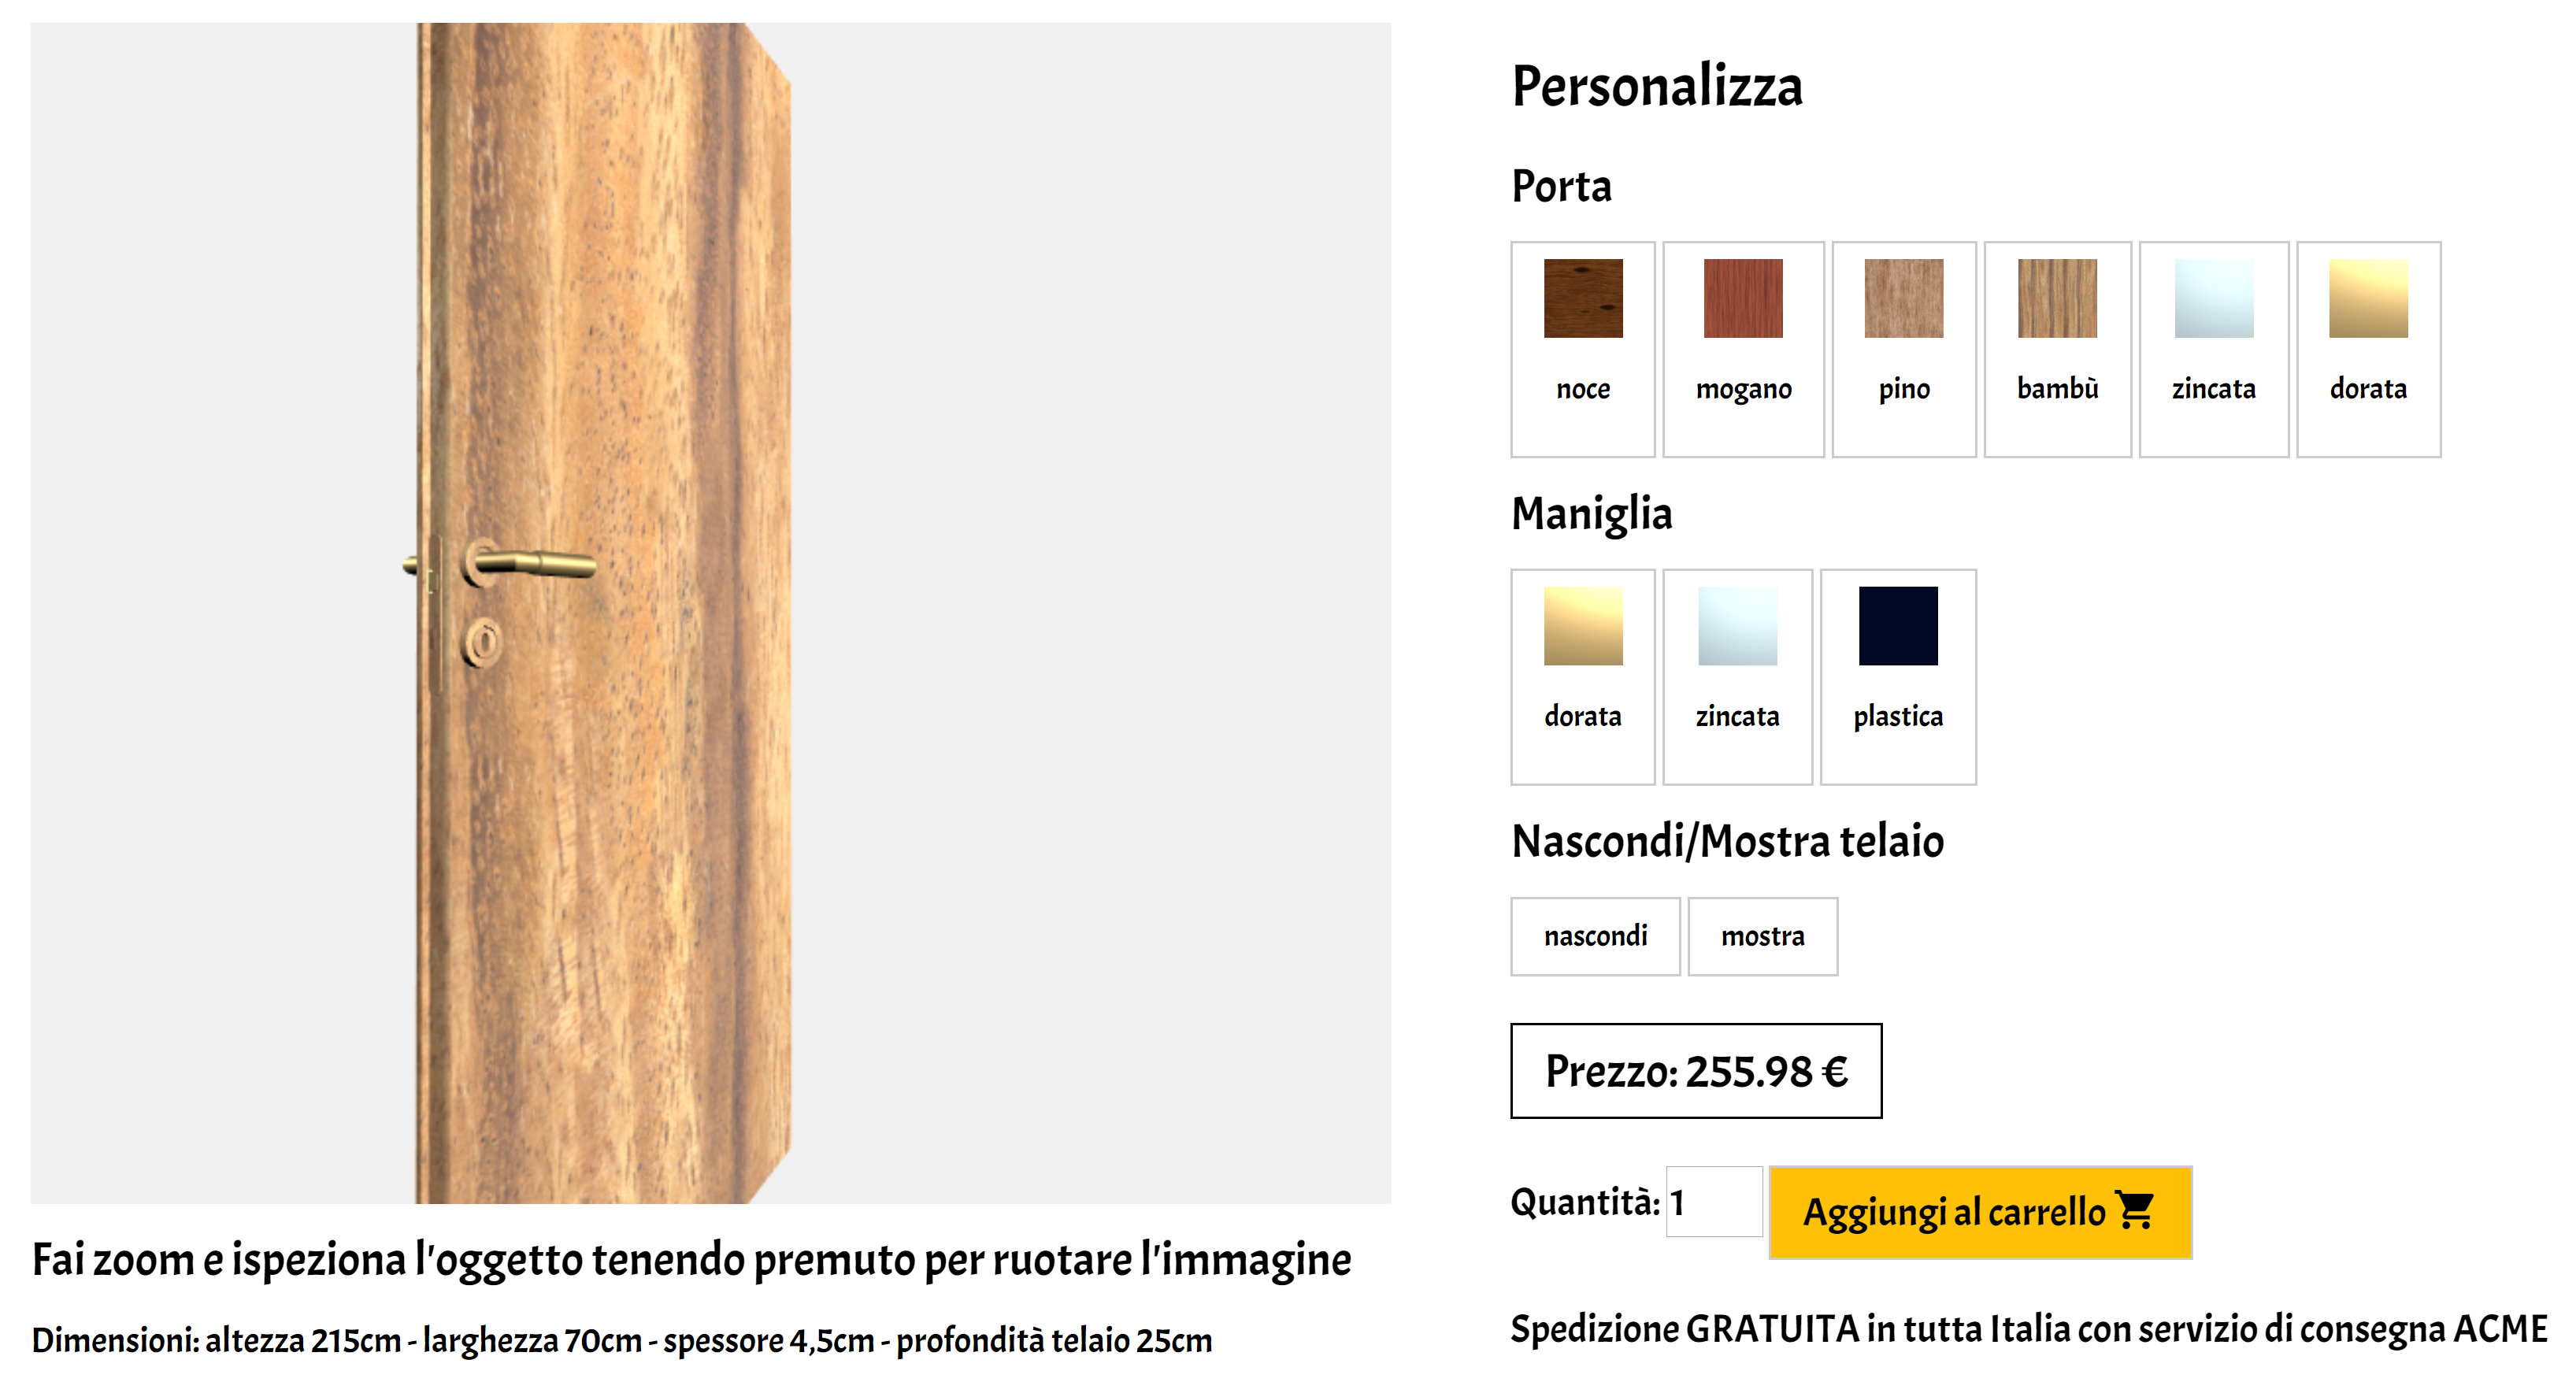 Personalizza
Porta
noce mogano pino bambù zincata dorata
Maniglia
dorata zincata plastica
Nascondi/Mostra telaio
nascondi mostra
Prezzo: 255.98 €
Quantità: 1 Aggiungi al carrello
Spedizione GRATUITA in tutta Italia con servizio di consegna ACME
Fai zoom e ispeziona l'oggetto tenendo premuto per ruotare l'immagine
Dimensioni: altezza 215cm - larghezza 70cm - spessore 4,5cm - profondità telaio 25cm